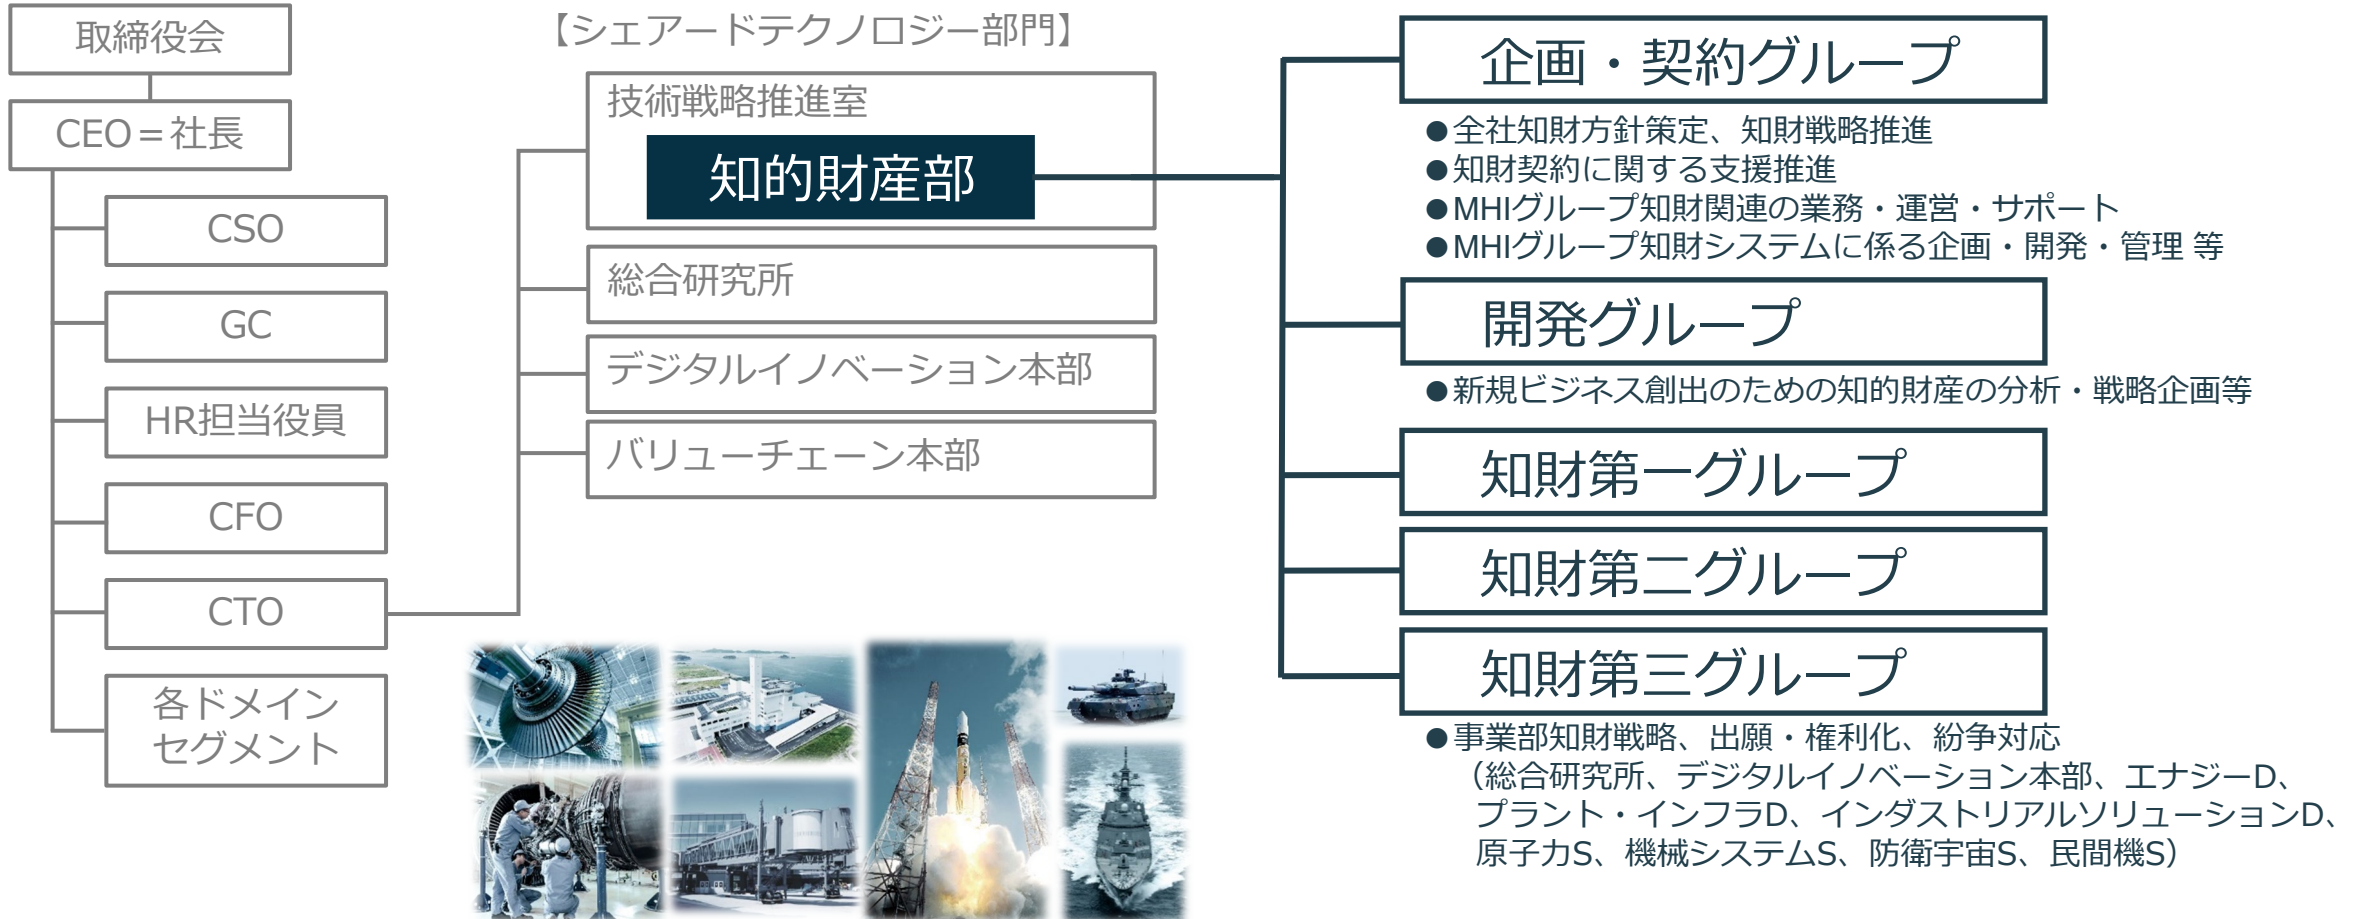 取締役会
CEO＝社長
CSO
GC
HR担当役員
CFO
CTO
各ドメイン
セグメント
【シェアードテクノロジー部門】
技術戦略推進室
知的財産部
総合研究所
デジタルイノベーション本部
バリューチェーン本部
企画・契約グループ
●全社知財方針策定、知財戦略推進
●知財契約に関する支援推進
●MHIグループ知財関連の業務・運営・サポート
●MHIグループ知財システムに係る企画・開発・管理 等
開発グループ
●新規ビジネス創出のための知的財産の分析・戦略企画等
知財第一グループ
知財第二グループ
知財第三グループ
●事業部知財戦略、出願・権利化、紛争対応
（総合研究所、デジタルイノベーション本部、エナジーD、
プラント・インフラD、インダストリアルソリューションD、
原子力S、機械システムS、防衛宇宙S、民間機S）